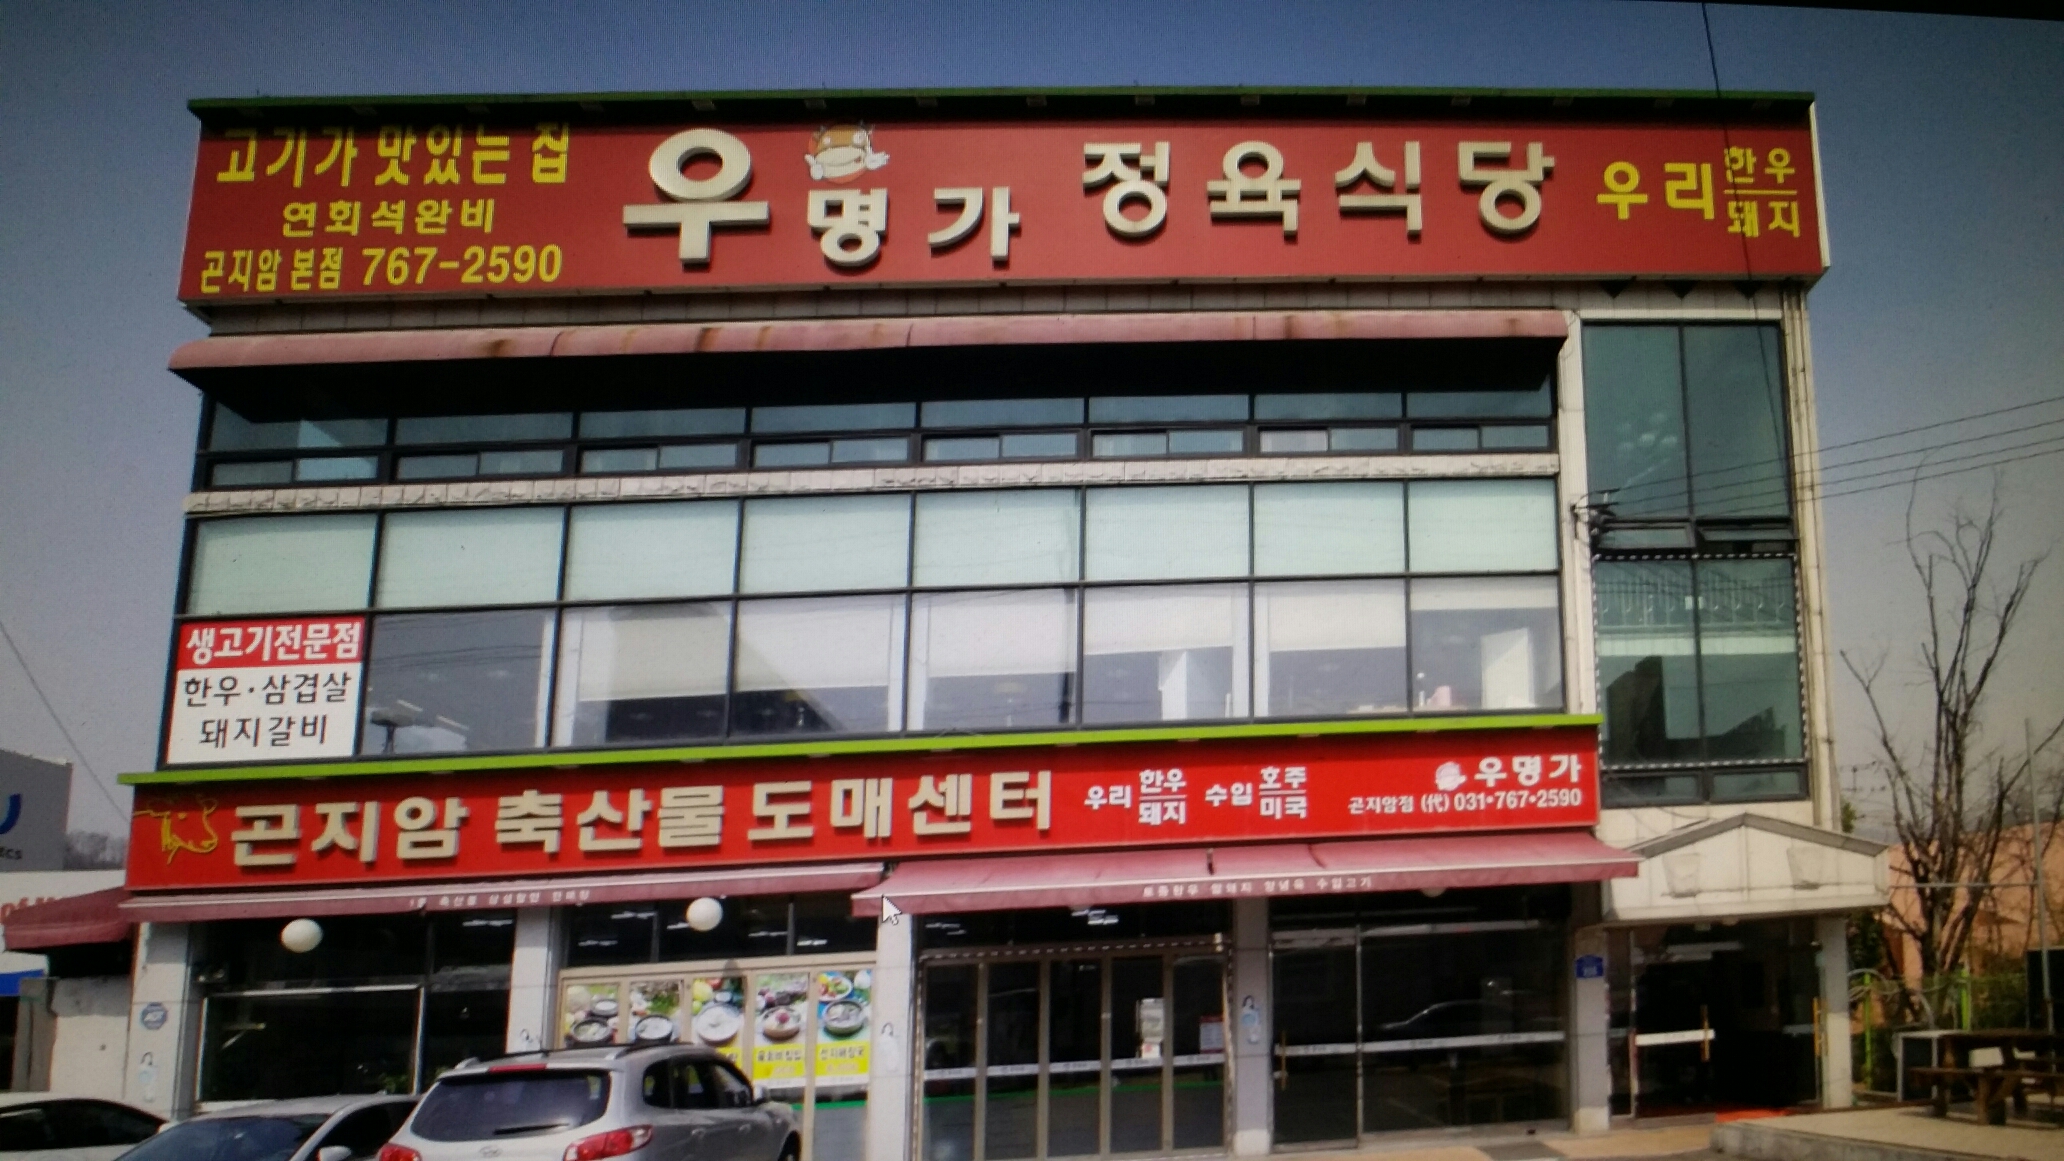 고기가 맛있는 집
연회석완비
곤지암 본점 767-2590
우명가 정육식당
우리 한우 돼지
생고기전문점
한우·삼겹살
돼지갈비
곤지암 축산물 도매센터
우리 한우 돼지
수입 호주 미국
우명가
곤지암점 (代) 031·767·2590